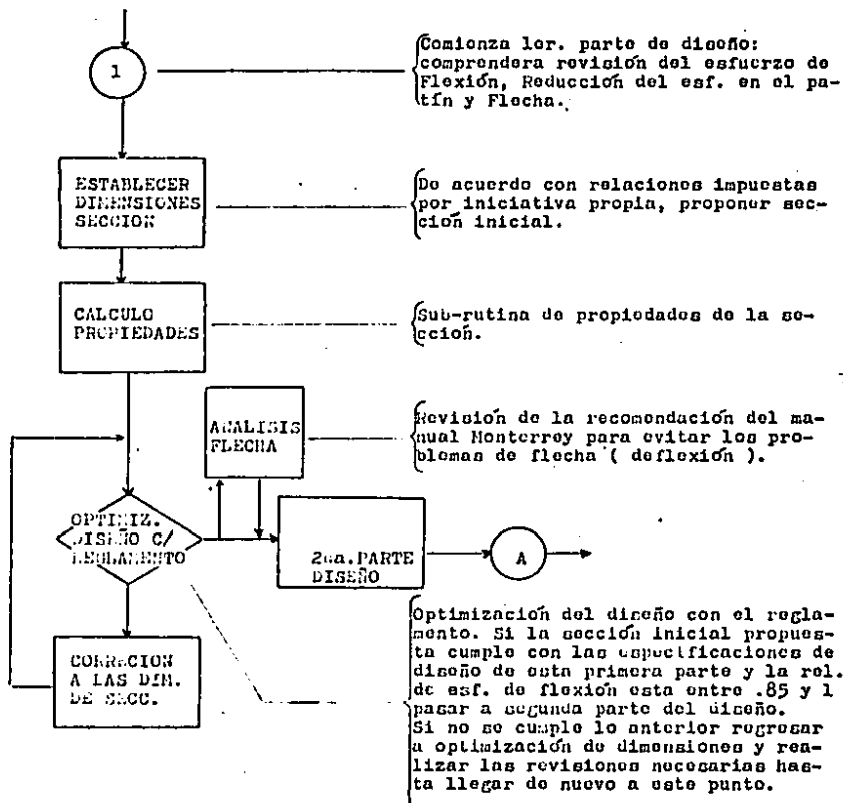 1
Comienza 1er. parte de diseño:
comprendera revisión del esfuerzo de
Flexión, Reducción del esf. en el pa-
tín y Flecha.
ESTABLECER
DIMENSIONES
SECCION
De acuerdo con relaciones impuestas
por iniciativa propia, proponer sec-
ción inicial.
CALCULO
PROPIEDADES
Sub-rutina de propiedades de la se-
cción.
ANALISIS
FLECHA
Revisión de la recomendación del ma-
nual Monterrey para evitar los pro-
blemas de flecha ( deflexión ).
OPTIMIZ.
DISEÑO C/
REGLAMENTO
2da.PARTE
DISEÑO
A
Optimización del diseño con el regla-
mento. Si la sección inicial propues-
ta cumple con las especificaciones de
diseño de esta primera parte y la rel.
de esf. de flexión esta entre .85 y 1
pasar a segunda parte del diseño.
Si no se cumple lo anterior regresar
a optimización de dimensiones y rea-
lizar las revisiones necesarias has-
ta llegar de nuevo a este punto.
CORRECION
A LAS DIM.
DE SECC.